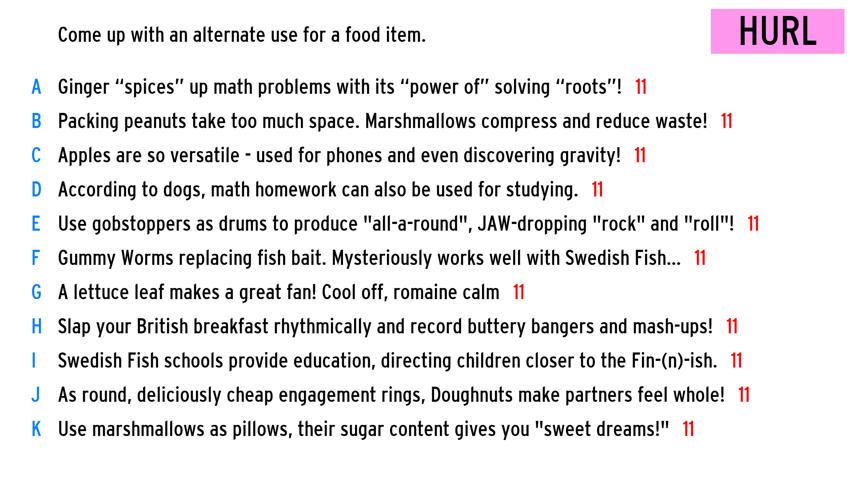 HURL
Come up with an alternate use for a food item.
A Ginger “spices” up math problems with its “power of” solving “roots”! 11
B Packing peanuts take too much space. Marshmallows compress and reduce waste! 11
C Apples are so versatile - used for phones and even discovering gravity! 11
D According to dogs, math homework can also be used for studying. 11
E Use gobstoppers as drums to produce "all-a-round", JAW-dropping "rock" and "roll"! 11
F Gummy Worms replacing fish bait. Mysteriously works well with Swedish Fish... 11
G A lettuce leaf makes a great fan! Cool off, romaine calm 11
H Slap your British breakfast rhythmically and record buttery bangers and mash-ups! 11
I Swedish Fish schools provide education, directing children closer to the Fin-(n)-ish. 11
J As round, deliciously cheap engagement rings, Doughnuts make partners feel whole! 11
K Use marshmallows as pillows, their sugar content gives you "sweet dreams!" 11